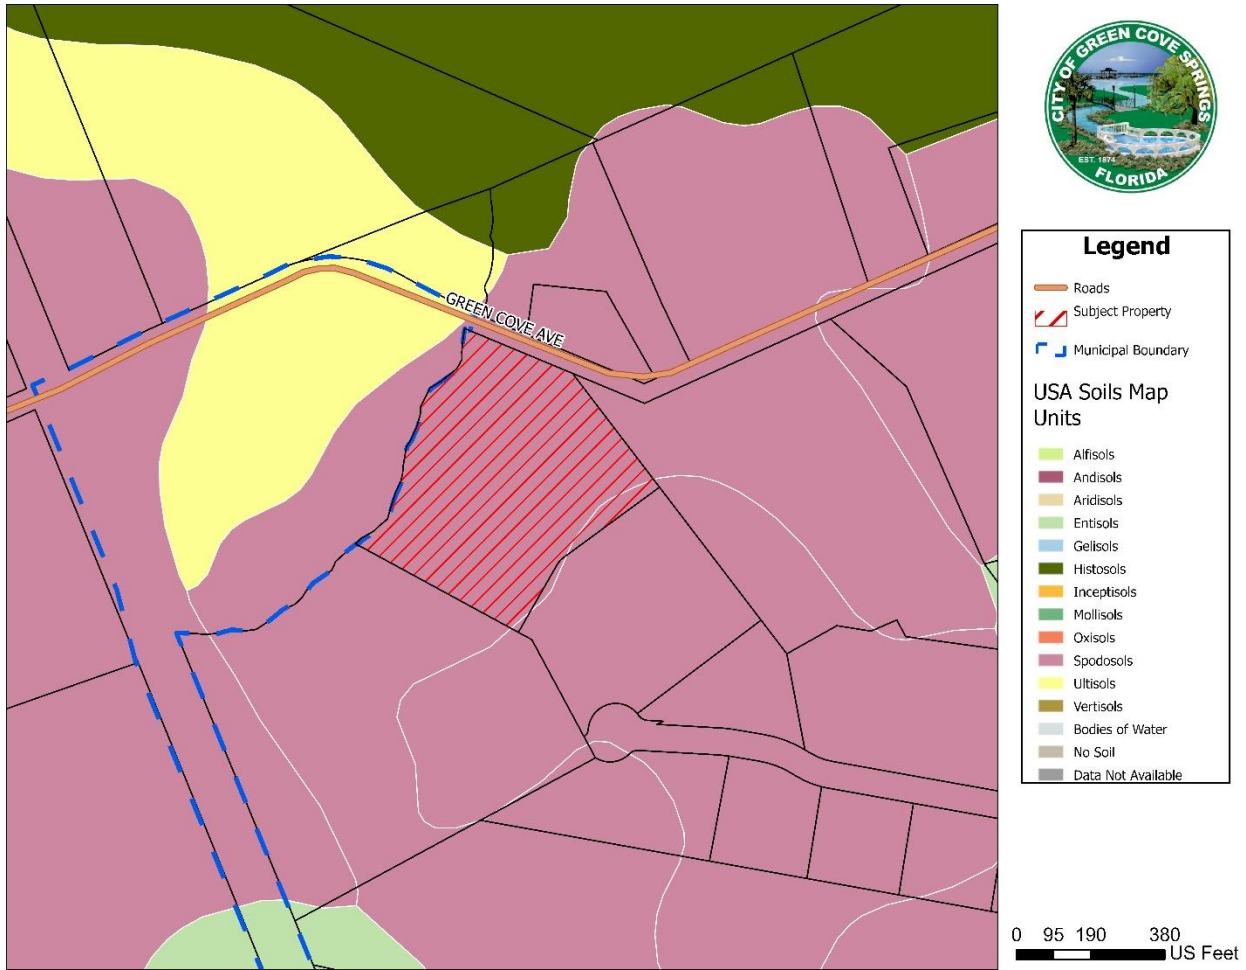 CITY OF GREEN COVE SPRINGS
EST. 1874
FLORIDA
GREEN COVE AVE
Legend
Roads
Subject Property
Municipal Boundary
USA Soils Map
Units
Alfisols
Andisols
Aridisols
Entisols
Gelisols
Histosols
Inceptisols
Mollisols
Oxisols
Spodosols
Ultisols
Vertisols
Bodies of Water
No Soil
Data Not Available
0 95 190 380
US Feet